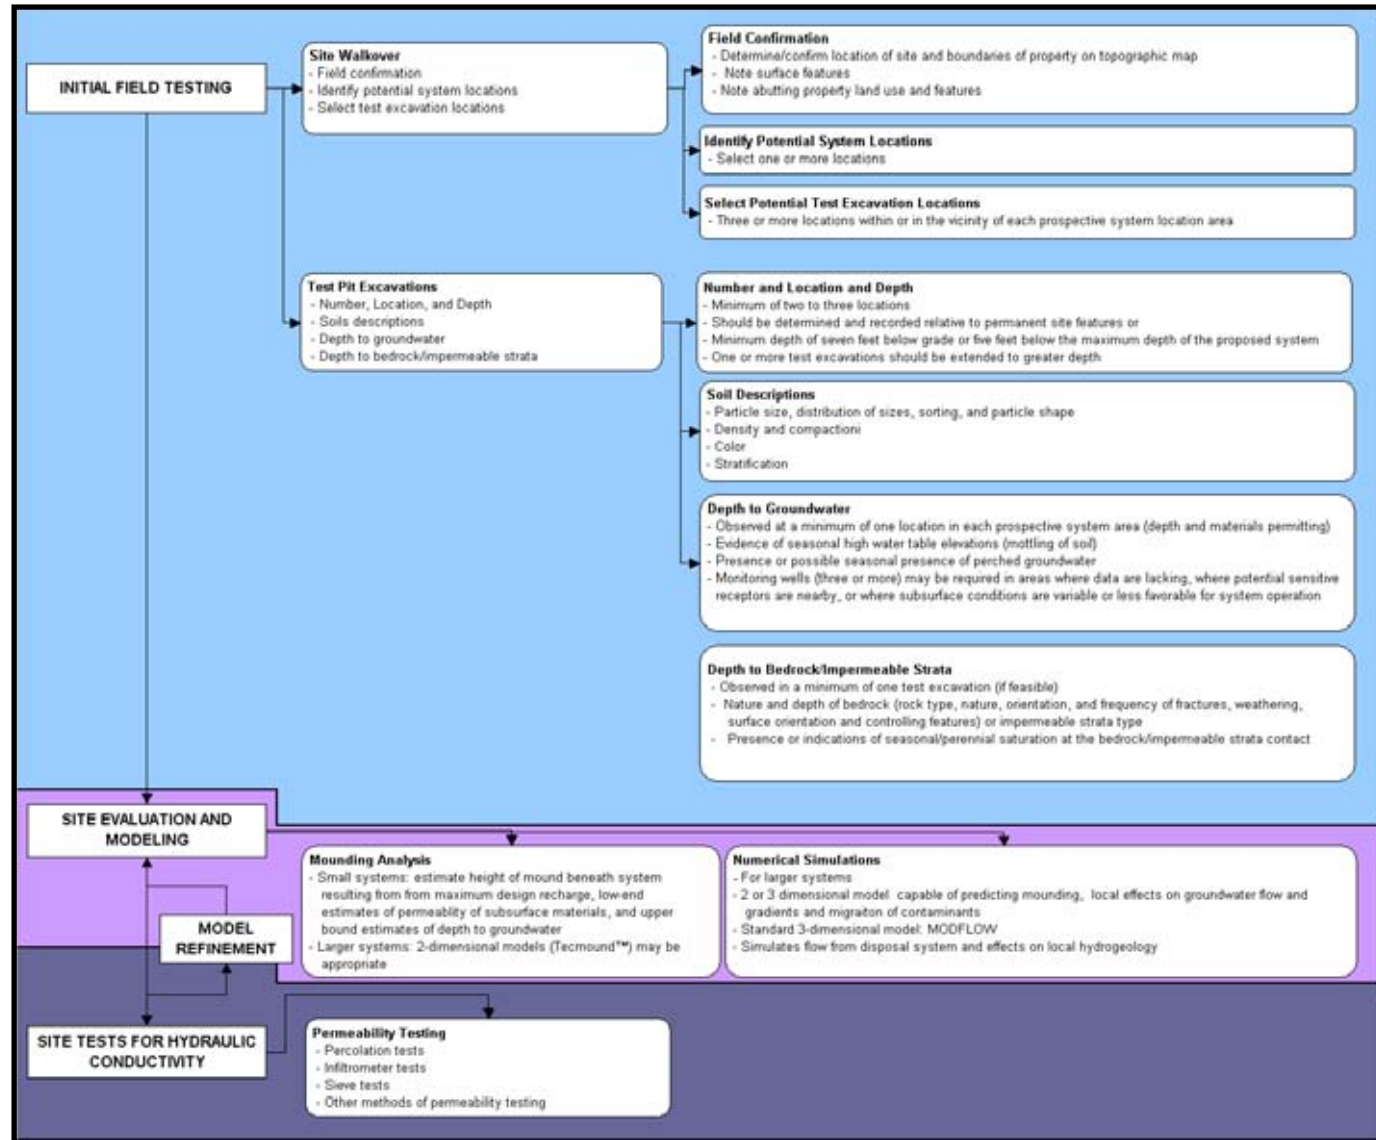 INITIAL FIELD TESTING
Site Walkover
- Field confirmation
- Identify potential system locations
- Select test excavation locations
Field Confirmation
- Determine/confirm location of site and boundaries of property on topographic map
- Note surface features
- Note abutting property land use and features
Identify Potential System Locations
- Select one or more locations
Select Potential Test Excavation Locations
- Three or more locations within or in the vicinity of each prospective system location area
Test Pit Excavations
- Number, Location, and Depth
- Soils descriptions
- Depth to groundwater
- Depth to bedrock/impermeable strata
Number and Location and Depth
- Minimum of two to three locations
- Should be determined and recorded relative to permanent site features or
- Minimum depth of seven feet below grade or five feet below the maximum depth of the proposed system
- One or more test excavations should be extended to greater depth
Soil Descriptions
- Particle size, distribution of sizes, sorting, and particle shape
- Density and compactioni
- Color
- Stratification
Depth to Groundwater
- Observed at a minimum of one location in each prospective system area (depth and materials permitting)
- Evidence of seasonal high water table elevations (mottling of soil)
- Presence or possible seasonal presence of perched groundwater
- Monitoring wells (three or more) may be required in areas where data are lacking, where potential sensitive
receptors are nearby, or where subsurface conditions are variable or less favorable for system operation
Depth to Bedrock/Impermeable Strata
- Observed in a minimum of one test excavation (if feasible)
- Nature and depth of bedrock (rock type, nature, orientation, and frequency of fractures, weathering,
surface orientation and controlling features) or impermeable strata type
- Presence or indications of seasonal/perennial saturation at the bedrock/impermeable strata contact
SITE EVALUATION AND
MODELING
Mounding Analysis
- Small systems: estimate height of mound beneath system
resulting from from maximum design recharge, low-end
estimates of permeablity of subsurface materials, and upper
bound estimates of depth to groundwater
- Larger systems: 2-dimensional models (Tecmound™) may be
appropriate
Numerical Simulations
- For larger systems
- 2 or 3 dimensional model: capable of predicting mounding, local effects on groundwater flow and
gradients and migraiton of contaminants
- Standard 3-dimensional model: MODFLOW
- Simulates flow from disposal system and effects on local hydrogeology
MODEL
REFINEMENT
SITE TESTS FOR HYDRAULIC
CONDUCTIVITY
Permeability Testing
- Percolation tests
- Infiltrometer tests
- Sieve tests
- Other methods of permeability testing